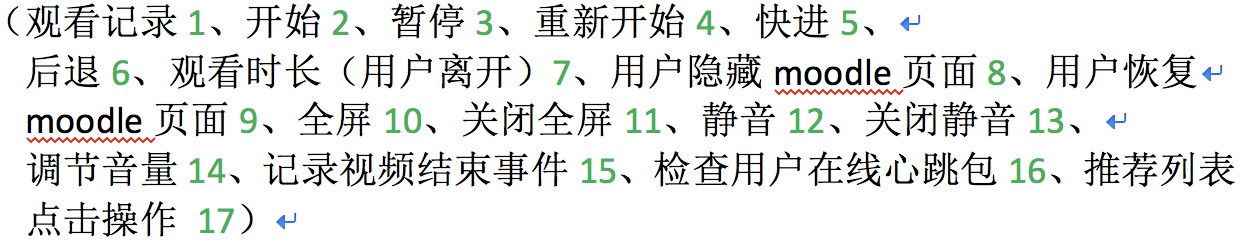 （观看记录 1、开始 2、暂停 3、重新开始 4、快进 5、
后退 6、观看时长（用户离开）7、用户隐藏 moodle 页面 8、用户恢复
moodle 页面 9、全屏 10、关闭全屏 11、静音 12、关闭静音 13、
调节音量 14、记录视频结束事件 15、检查用户在线心跳包 16、推荐列表
点击操作 17）